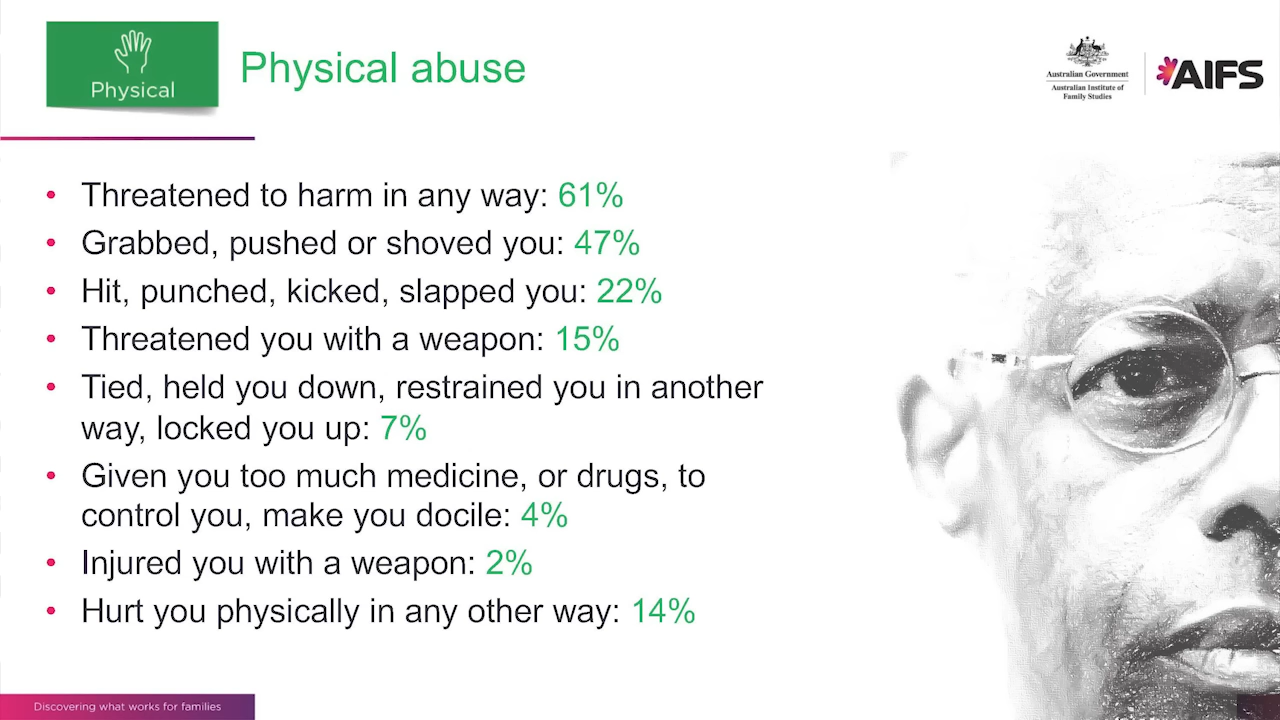 Physical
Physical abuse
Australian Government
Australian Institute of
Family Studies
AIFS
• Threatened to harm in any way: 61%
• Grabbed, pushed or shoved you: 47%
• Hit, punched, kicked, slapped you: 22%
• Threatened you with a weapon: 15%
• Tied, held you down, restrained you in another
way, locked you up: 7%
• Given you too much medicine, or drugs, to
control you, make you docile: 4%
• Injured you with a weapon: 2%
• Hurt you physically in any other way: 14%
Discovering what works for families